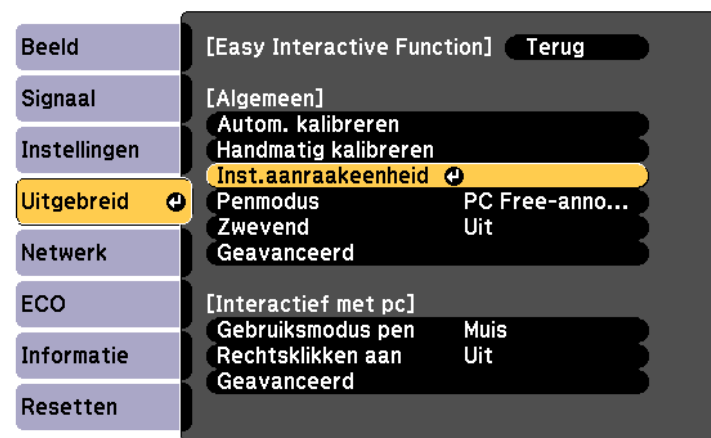 Beeld
Signaal
Instellingen
Uitgebreid
Netwerk
ECO
Informatie
Resetten
[Easy Interactive Function] Terug
[Algemeen]
Autom. kalibreren
Handmatig kalibreren
Inst.aanraakeenheid
Penmodus PC Free-anno...
Zwevend Uit
Geavanceerd
[Interactief met pc]
Gebruiksmodus pen Muis
Rechtsklikken aan Uit
Geavanceerd